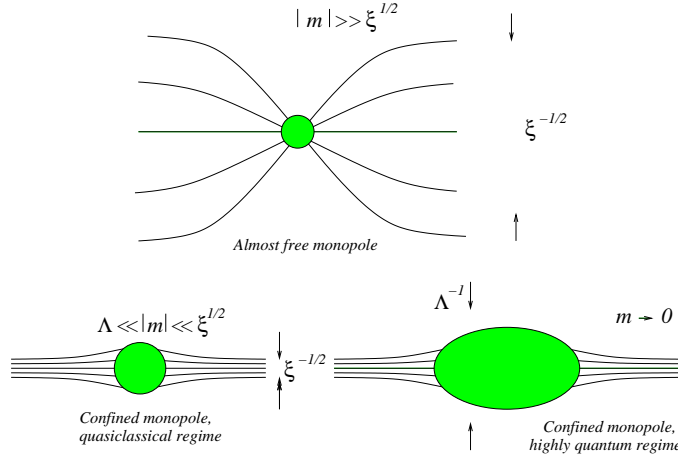 | m | >> ξ^{1/2}
ξ^{-1/2}
Almost free monopole
Λ << |m| << ξ^{1/2}
ξ^{-1/2}
Confined monopole,
quasiclassical regime
Λ^{-1}
m → 0
Confined monopole,
highly quantum regime